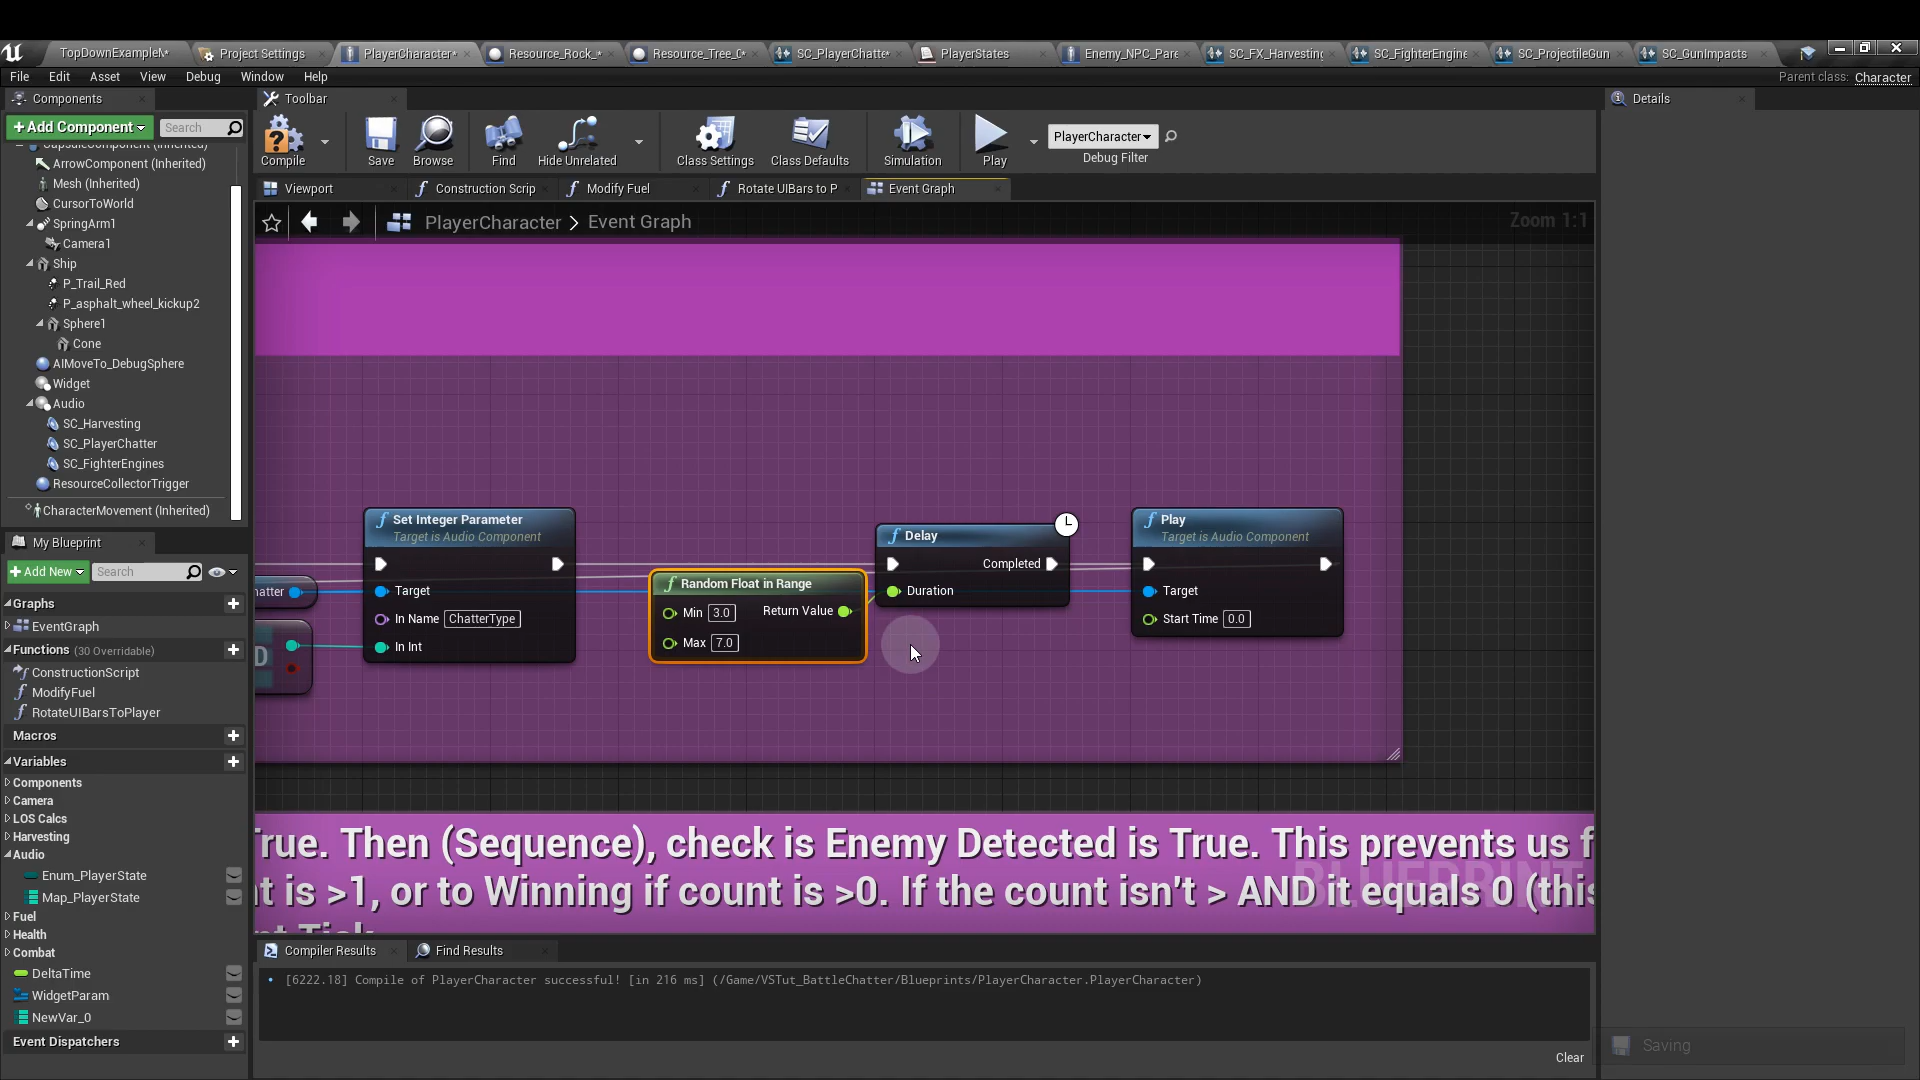 TopDownExampleM*
Project Settings
PlayerCharacter*
Resource_Rock_*
Resource_Tree_0*
SC_PlayerChatte*
PlayerStates
Enemy_NPC_Pare
SC_FX_Harvesting
SC_FighterEngine
SC_ProjectileGun
SC_GunImpacts
File Edit Asset View Debug Window Help
Parent class: Character
Components
Toolbar
Details
+Add Component
Search
ArrowComponent (Inherited)
Mesh (Inherited)
CursorToWorld
SpringArm1
Camera1
Ship
P_Trail_Red
P_asphalt_wheel_kickup2
Sphere1
Cone
AIMoveTo_DebugSphere
Widget
Audio
SC_Harvesting
SC_PlayerChatter
SC_FighterEngines
ResourceCollectorTrigger
CharacterMovement (Inherited)
Compile
Save
Browse
Find
Hide Unrelated
Class Settings
Class Defaults
Simulation
Play
PlayerCharacter
Debug Filter
Viewport
Construction Scrip
Modify Fuel
Rotate UIBars to P
Event Graph
PlayerCharacter > Event Graph
Zoom 1:1
hatter
D
Set Integer Parameter
Target is Audio Component
Target
In Name ChatterType
In Int
Random Float in Range
Min 3.0
Return Value
Max 7.0
Delay
Completed
Duration
Play
Target is Audio Component
Target
Start Time 0.0
True. Then (Sequence), check is Enemy Detected is True. This prevents us f
nt is >1, or to Winning if count is >0. If the count isn't > AND it equals 0 (this
nt Tick
BLUEPRINT
My Blueprint
+Add New
Search
Graphs
EventGraph
Functions (30 Overridable)
ConstructionScript
ModifyFuel
RotateUIBarsToPlayer
Macros
Variables
Components
Camera
LOS Calcs
Harvesting
Audio
Enum_PlayerState
Map_PlayerState
Fuel
Health
Combat
DeltaTime
WidgetParam
NewVar_0
Event Dispatchers
Compiler Results
Find Results
[6222.18] Compile of PlayerCharacter successful! [in 216 ms] (/Game/VSTut_BattleChatter/Blueprints/PlayerCharacter.PlayerCharacter)
Clear
Saving